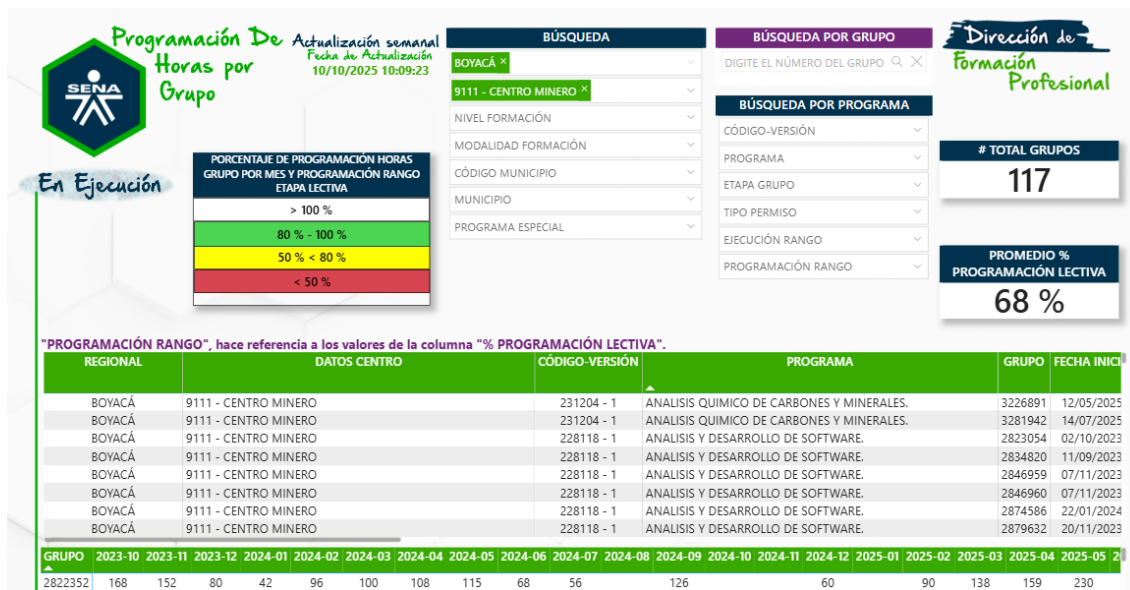 Programación De
Horas por
Grupo
SENA
Actualización semanal
Fecha de Actualización
10/10/2025 10:09:23
En Ejecución
PORCENTAJE DE PROGRAMACIÓN HORAS
GRUPO POR MES Y PROGRAMACIÓN RANGO
ETAPA LECTIVA
> 100 %
80 % - 100 %
50 % < 80 %
< 50 %
BÚSQUEDA
BOYACÁ ×
9111 - CENTRO MINERO ×
NIVEL FORMACIÓN
MODALIDAD FORMACIÓN
CÓDIGO MUNICIPIO
MUNICIPIO
PROGRAMA ESPECIAL
BÚSQUEDA POR GRUPO
DIGITE EL NÚMERO DEL GRUPO
BÚSQUEDA POR PROGRAMA
CÓDIGO-VERSIÓN
PROGRAMA
ETAPA GRUPO
TIPO PERMISO
EJECUCIÓN RANGO
PROGRAMACIÓN RANGO
Dirección de
Formación
Profesional
# TOTAL GRUPOS
117
PROMEDIO %
PROGRAMACIÓN LECTIVA
68 %
"PROGRAMACIÓN RANGO", hace referencia a los valores de la columna "% PROGRAMACIÓN LECTIVA".
REGIONAL DATOS CENTRO CÓDIGO-VERSIÓN PROGRAMA GRUPO FECHA INICI
BOYACÁ 9111 - CENTRO MINERO 231204 - 1 ANALISIS QUIMICO DE CARBONES Y MINERALES. 3226891 12/05/2025
BOYACÁ 9111 - CENTRO MINERO 231204 - 1 ANALISIS QUIMICO DE CARBONES Y MINERALES. 3281942 14/07/2025
BOYACÁ 9111 - CENTRO MINERO 228118 - 1 ANALISIS Y DESARROLLO DE SOFTWARE. 2823054 02/10/2023
BOYACÁ 9111 - CENTRO MINERO 228118 - 1 ANALISIS Y DESARROLLO DE SOFTWARE. 2834820 11/09/2023
BOYACÁ 9111 - CENTRO MINERO 228118 - 1 ANALISIS Y DESARROLLO DE SOFTWARE. 2846959 07/11/2023
BOYACÁ 9111 - CENTRO MINERO 228118 - 1 ANALISIS Y DESARROLLO DE SOFTWARE. 2846960 07/11/2023
BOYACÁ 9111 - CENTRO MINERO 228118 - 1 ANALISIS Y DESARROLLO DE SOFTWARE. 2874586 22/01/2024
BOYACÁ 9111 - CENTRO MINERO 228118 - 1 ANALISIS Y DESARROLLO DE SOFTWARE. 2879632 20/11/2023
GRUPO 2023-10 2023-11 2023-12 2024-01 2024-02 2024-03 2024-04 2024-05 2024-06 2024-07 2024-08 2024-09 2024-10 2024-11 2024-12 2025-01 2025-02 2025-03 2025-04 2025-05 2
2822352 168 152 80 42 96 100 108 115 68 56 126 60 90 138 159 230